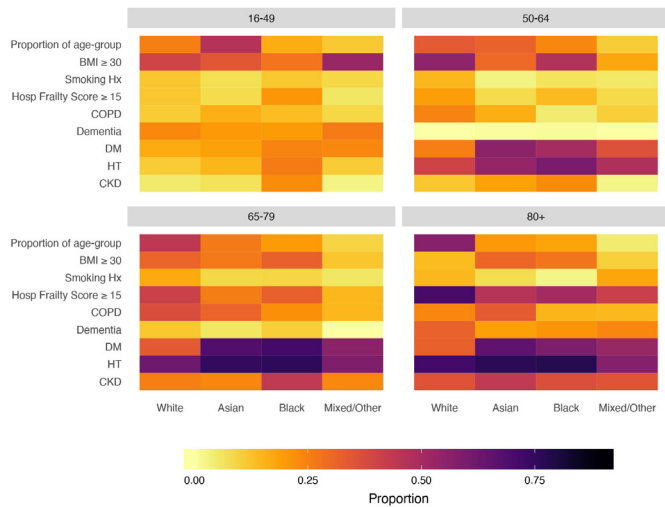 16-49
50-64
Proportion of age-group
BMI ≥ 30
Smoking Hx
Hosp Frailty Score ≥ 15
COPD
Dementia
DM
HT
CKD
65-79
80+
Proportion of age-group
BMI ≥ 30
Smoking Hx
Hosp Frailty Score ≥ 15
COPD
Dementia
DM
HT
CKD
White Asian Black Mixed/Other White Asian Black Mixed/Other
0.00 0.25 0.50 0.75
Proportion